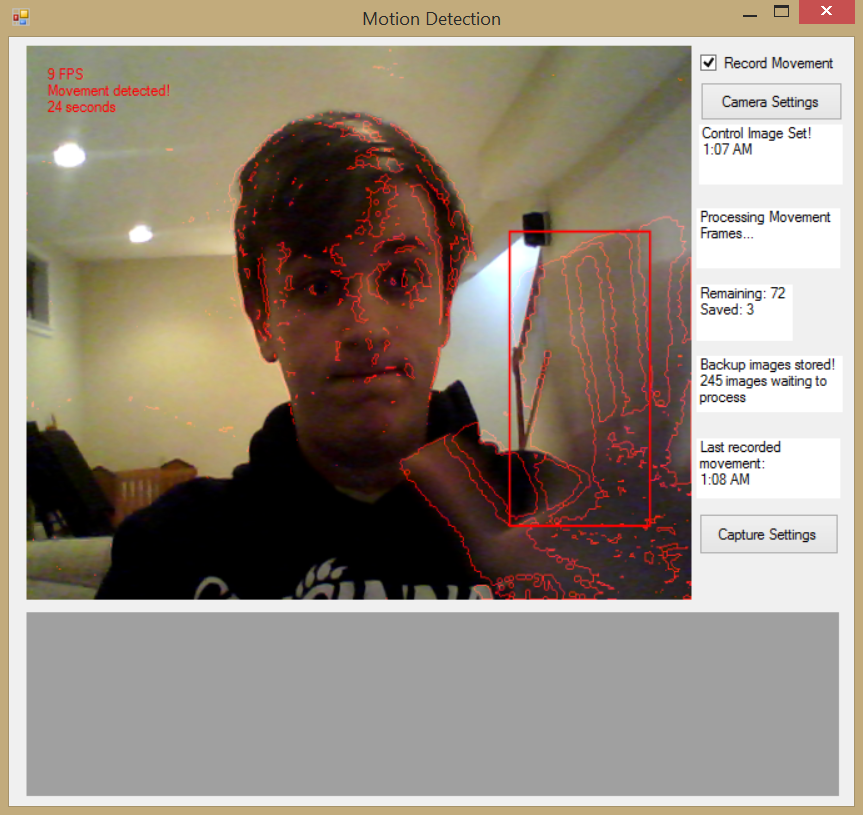 Motion Detection
9 FPS
Movement detected!
24 seconds
Record Movement
Camera Settings
Control Image Set!
1:07 AM
Processing Movement
Frames...
Remaining: 72
Saved: 3
Backup images stored!
245 images waiting to
process
Last recorded
movement:
1:08 AM
Capture Settings